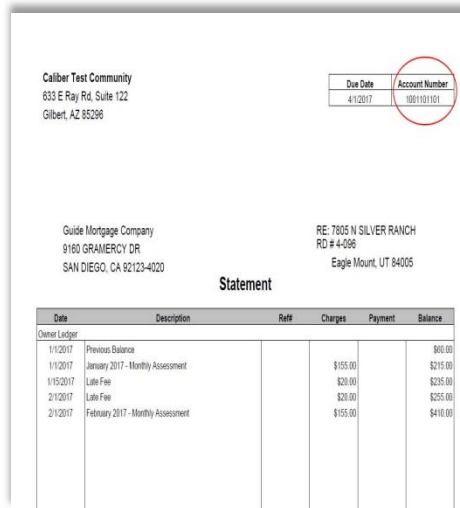 Caliber Test Community
633 E Ray Rd, Suite 122
Gilbert, AZ 85296
Due Date Account Number
4/1/2017 1001101101
Guide Mortgage Company
9160 GRAMERCY DR
SAN DIEGO, CA 92123-4020
RE: 7805 N SILVER RANCH
RD # 4-096
Eagle Mount, UT 84005
Statement
Date Description Ref# Charges Payment Balance
Owner Ledger
1/1/2017 Previous Balance $60.00
1/1/2017 January 2017 - Monthly Assessment $155.00 $215.00
1/15/2017 Late Fee $20.00 $235.00
2/1/2017 Late Fee $20.00 $255.00
2/1/2017 February 2017 - Monthly Assessment $155.00 $410.00